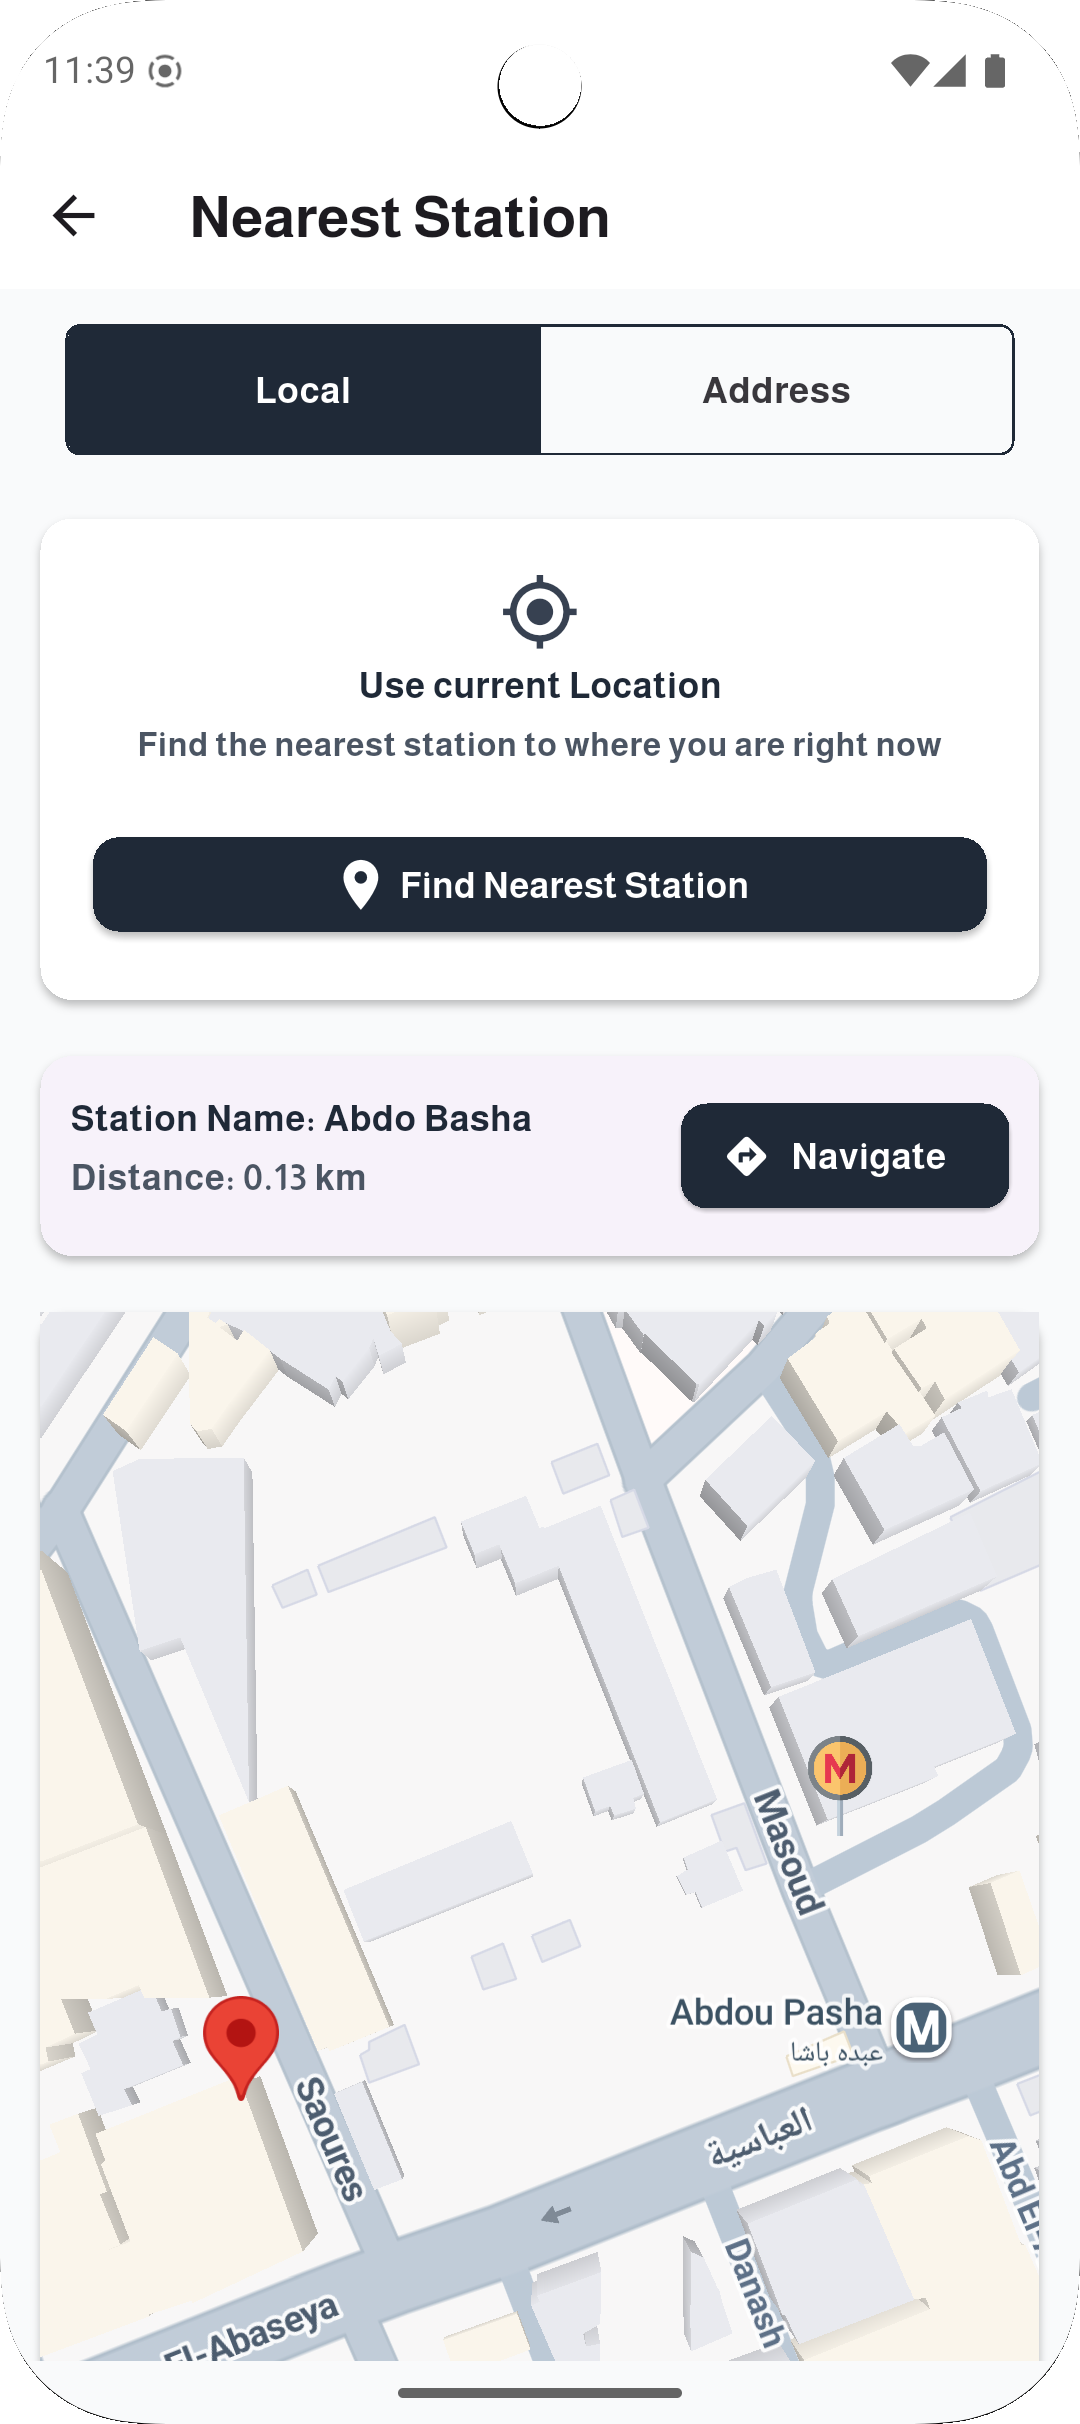 11:39
Nearest Station
Local
Address
Use current Location
Find the nearest station to where you are right now
Find Nearest Station
Station Name: Abdo Basha
Distance: 0.13 km
Navigate
M
Masoud
Abdou Pasha
عبده باشا
M
Saoures
العباسية
Abd El-
Danash
El-Abaseya